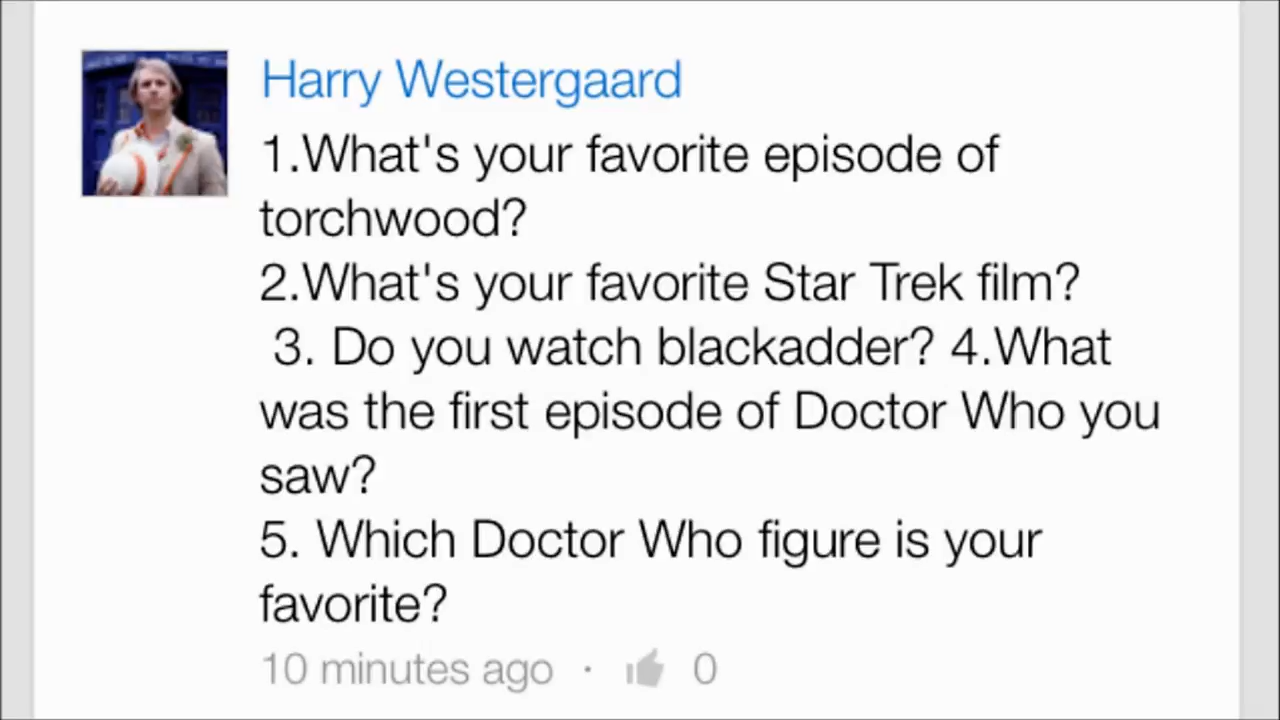 Harry Westergaard
1.What's your favorite episode of
torchwood?
2.What's your favorite Star Trek film?
3. Do you watch blackadder? 4.What
was the first episode of Doctor Who you
saw?
5. Which Doctor Who figure is your
favorite?
10 minutes ago · 0